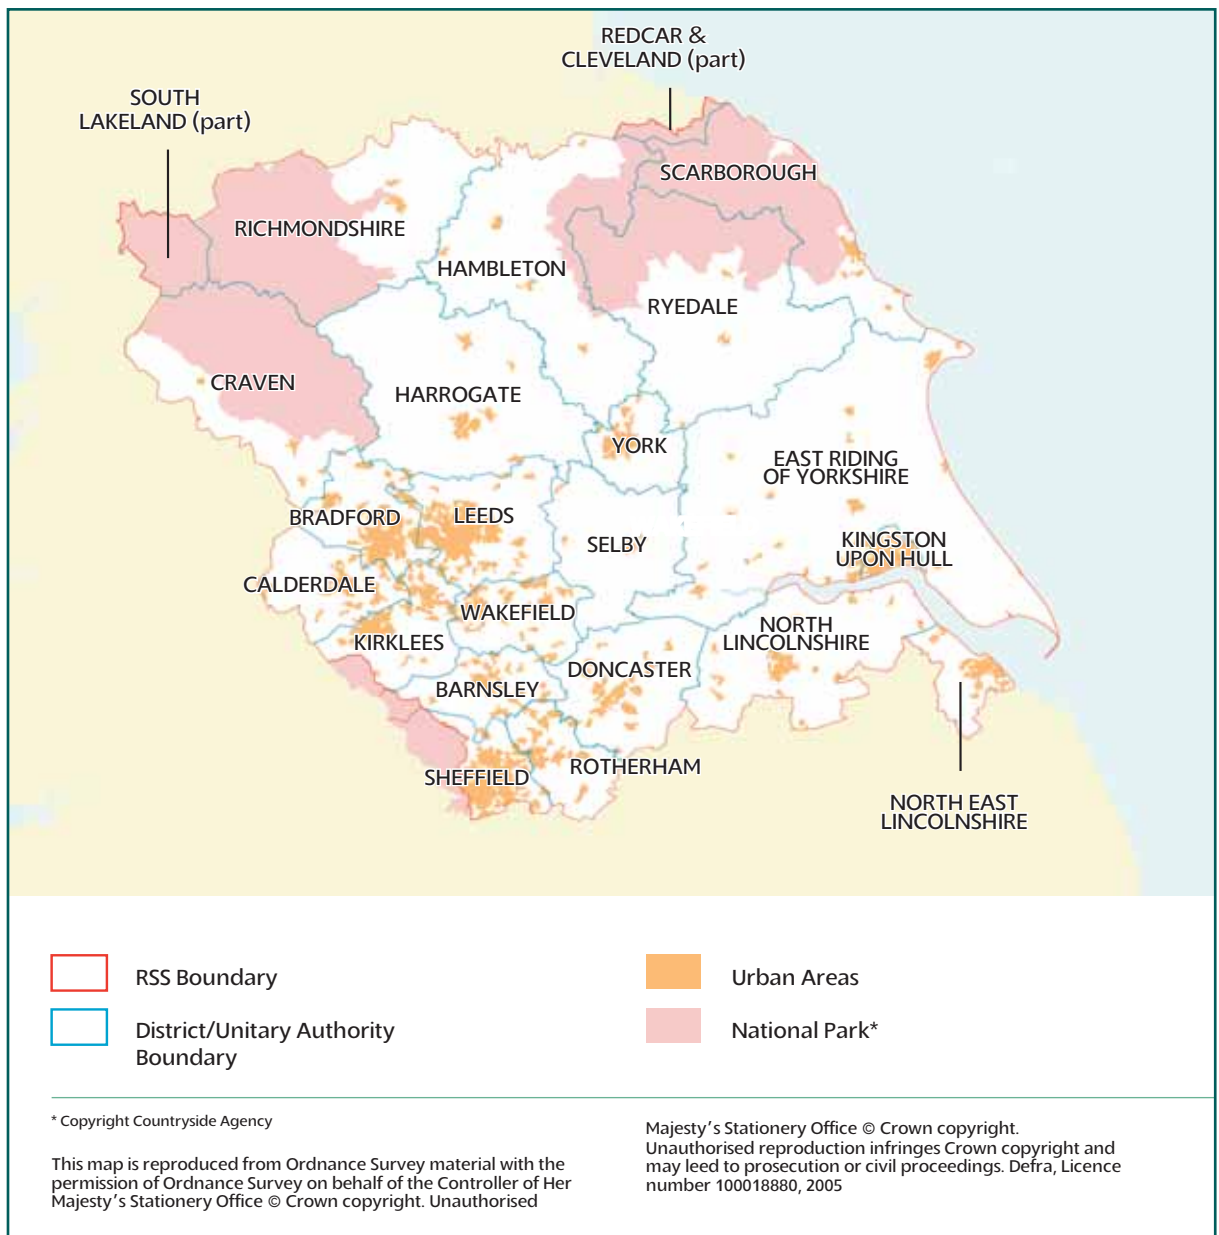 REDCAR &
CLEVELAND (part)
SOUTH
LAKELAND (part)
SCARBOROUGH
RICHMONDSHIRE
HAMBLETON
RYEDALE
CRAVEN
HARROGATE
YORK
EAST RIDING
OF YORKSHIRE
BRADFORD
LEEDS
SELBY
KINGSTON
UPON HULL
CALDERDALE
WAKEFIELD
NORTH
LINCOLNSHIRE
KIRKLEES
DONCASTER
BARNSLEY
ROTHERHAM
SHEFFIELD
NORTH EAST
LINCOLNSHIRE
RSS Boundary
District/Unitary Authority
Boundary
Urban Areas
National Park*
* Copyright Countryside Agency
This map is reproduced from Ordnance Survey material with the
permission of Ordnance Survey on behalf of the Controller of Her
Majesty's Stationery Office © Crown copyright. Unauthorised
Majesty's Stationery Office © Crown copyright.
Unauthorised reproduction infringes Crown copyright and
may leed to prosecution or civil proceedings. Defra, Licence
number 100018880, 2005